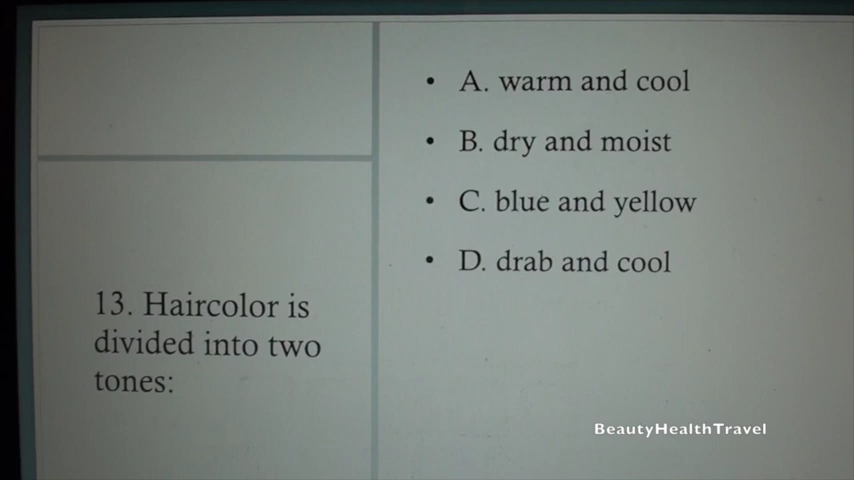 • A. warm and cool
• B. dry and moist
• C. blue and yellow
• D. drab and cool
13. Haircolor is
divided into two
tones:
BeautyHealthTravel